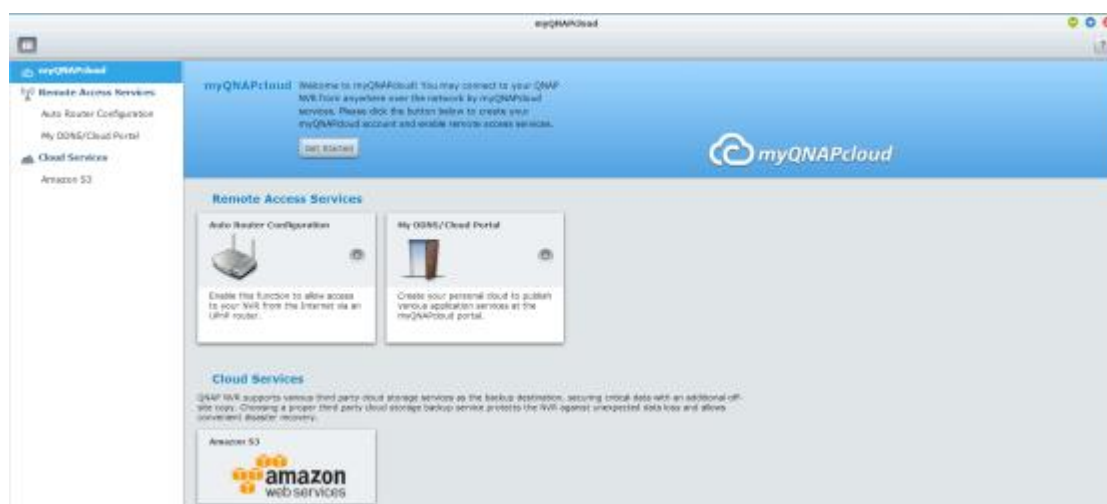 myQNAPcloud
myQNAPcloud
Remote Access Services
Auto Router Configuration
My DDNS/Cloud Portal
Cloud Services
Amazon S3
myQNAPcloud
Welcome to myQNAPcloud! You may connect to your QNAP
NVR from anywhere over the network by myQNAPcloud
services. Please click the button below to create your
myQNAPcloud account and enable remote access services.
Get Started
myQNAPcloud
Remote Access Services
Auto Router Configuration
Enable this function to allow access
to your NVR from the Internet via an
UPnP router.
My DDNS/Cloud Portal
Create your personal cloud to publish
various application services at the
myQNAPcloud portal.
Cloud Services
QNAP NVR supports various third party cloud storage services as the backup destination, securing critical data with an additional off-
site copy. Choosing a proper third party cloud storage backup service protects the NVR against unexpected data loss and allows
convenient disaster recovery.
Amazon S3
amazon
web services